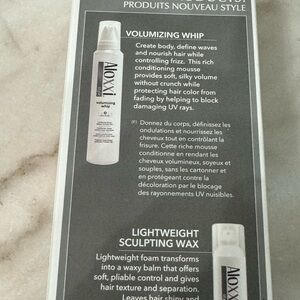 PRODUITS NOUVEAU STYLE
VOLUMIZING WHIP
Create body, define waves
and nourish hair while
controlling frizz. This rich
conditioning mousse
provides soft, silky volume
without crunch while
protecting hair color from
fading by helping to block
damaging UV rays.
Aloxxi
volumizing
whip
(F) Donnez du corps, définissez les
ondulations et nourrissez les
cheveux tout en contrôlant la
frisure. Cette riche mousse
conditionne en rendant les
cheveux volumineux, soyeux et
souples, sans les cartonner et
en protégeant contre la
décoloration par le blocage
des rayonnements UV nuisibles.
LIGHTWEIGHT
SCULPTING WAX
Lightweight foam transforms
into a waxy balm that offers
soft, pliable control and gives
hair texture and separation.
Leaves hair shiny and
Aloxxi